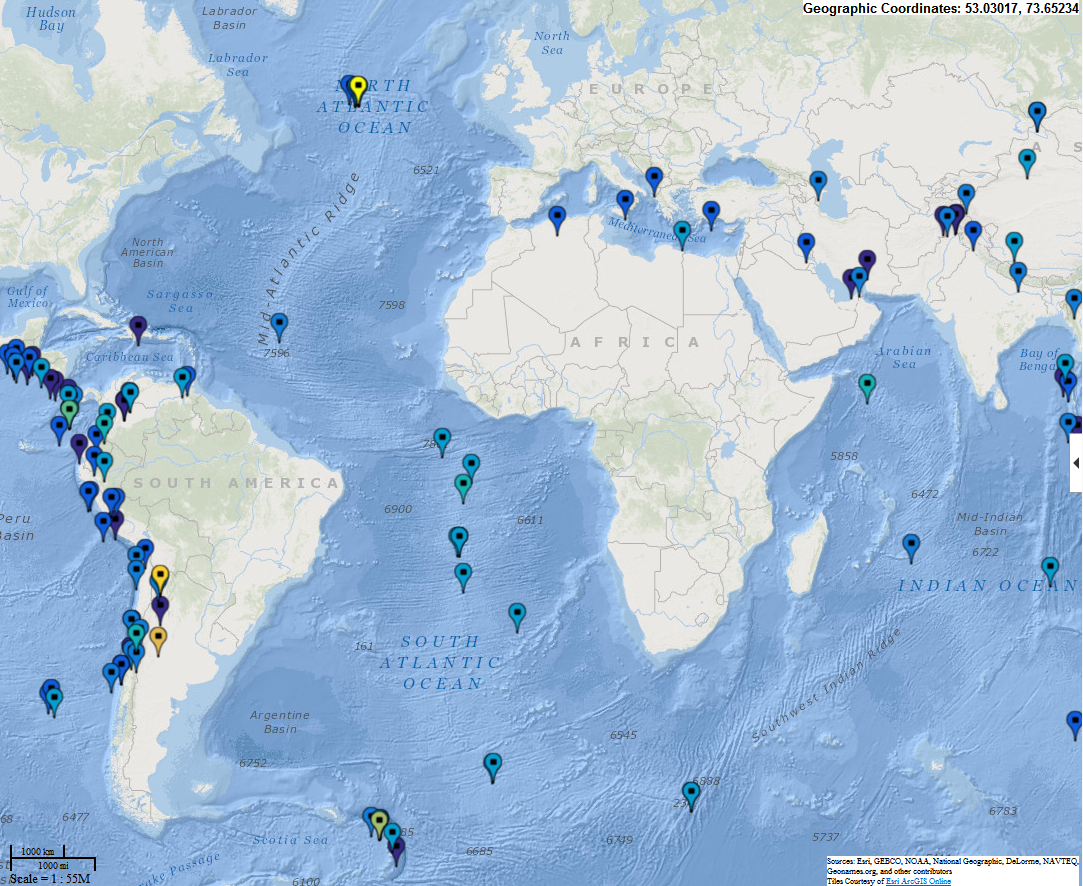 Hudson
Bay
Labrador
Basin
Geographic Coordinates: 53.03017, 73.65234
Labrador
Sea
North
Sea
NORTH
ATLANTIC
OCEAN
EUROPE
A S
6521
Mid-Atlantic Ridge
North
American
Basin
Mediterranean Sea
Gulf of
Mexico
Sargasso
Sea
7598
7596
Caribbean Sea
AFRICA
Arabian
Sea
Bay of
Benga
5858
SOUTH AMERICA
6472
6900
6611
Peru
Basin
Mid-Indian
Basin
6722
INDIAN OCEAN
161
SOUTH
ATLANTIC
OCEAN
Southwest Indian Ridge
Argentine
Basin
6545
6752
6888
68
6477
6783
85
Scotia Sea
6685
6749
5737
Drake Passage
6100
1000 km
1000 mi
Scale = 1 : 55M
Sources: Esri, GEBCO, NOAA, National Geographic, DeLorme, NAVTEQ,
Geonames.org, and other contributors
Tiles Courtesy of Esri ArcGIS Online